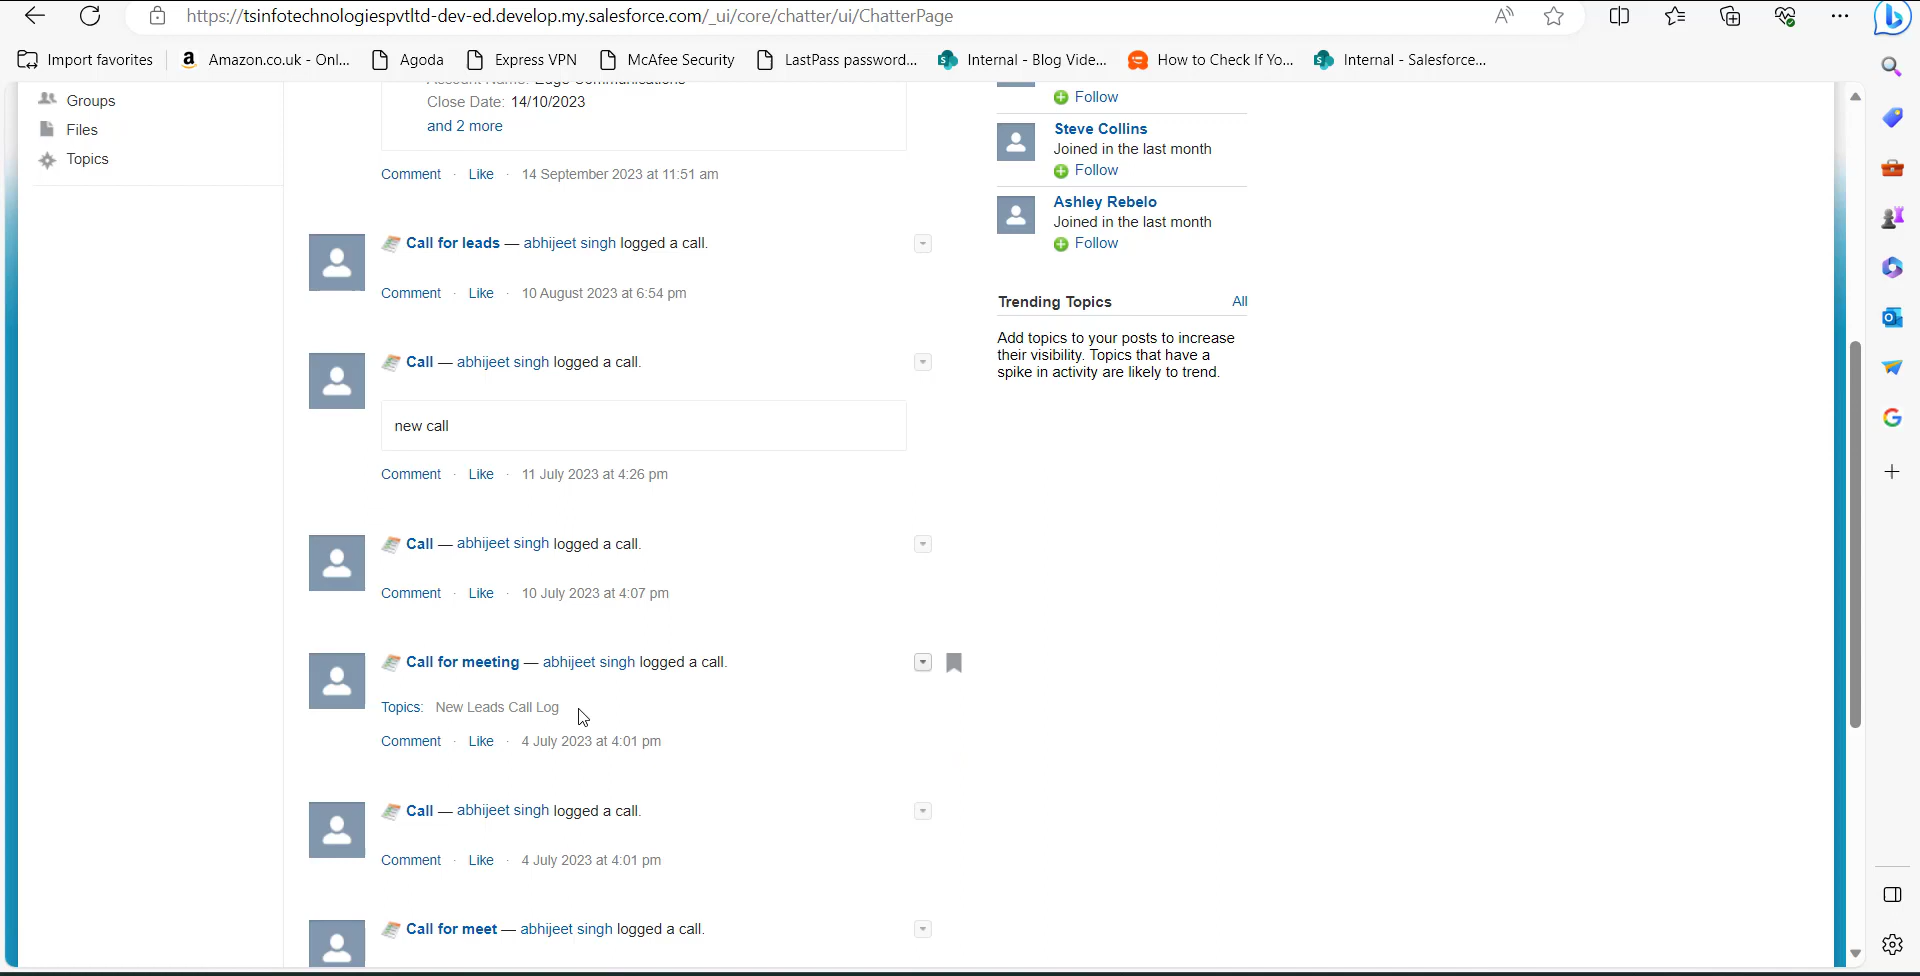 https://tsinfotechnologiespvtltd-dev-ed.develop.my.salesforce.com/_ui/core/chatter/ui/ChatterPage
Import favorites
Amazon.co.uk - Onl...
Agoda
Express VPN
McAfee Security
LastPass password...
Internal - Blog Vide...
How to Check If Yo...
Internal - Salesforce...
Groups
Files
Topics
Account Name: Edge Communications
Close Date: 14/10/2023
and 2 more
Comment · Like · 14 September 2023 at 11:51 am
Call for leads — abhijeet singh logged a call.
Comment · Like · 10 August 2023 at 6:54 pm
Call — abhijeet singh logged a call.
new call
Comment · Like · 11 July 2023 at 4:26 pm
Call — abhijeet singh logged a call.
Comment · Like · 10 July 2023 at 4:07 pm
Call for meeting — abhijeet singh logged a call.
Topics: New Leads Call Log
Comment · Like · 4 July 2023 at 4:01 pm
Call — abhijeet singh logged a call.
Comment · Like · 4 July 2023 at 4:01 pm
Call for meet — abhijeet singh logged a call.
Follow
Steve Collins
Joined in the last month
Follow
Ashley Rebelo
Joined in the last month
Follow
Trending Topics
All
Add topics to your posts to increase
their visibility. Topics that have a
spike in activity are likely to trend.